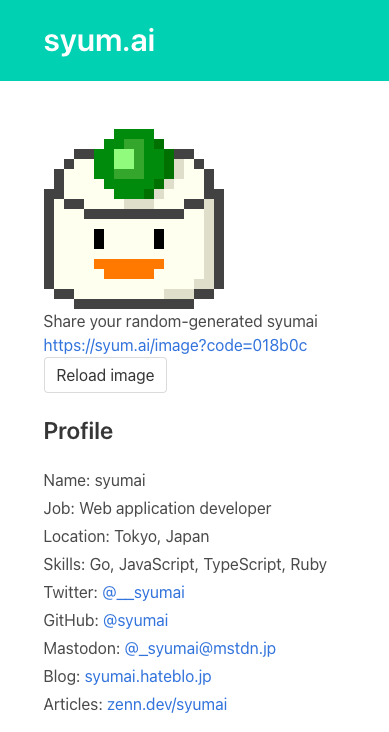 syum.ai
Share your random-generated syumai
https://syum.ai/image?code=018b0c
Reload image
Profile
Name: syumai
Job: Web application developer
Location: Tokyo, Japan
Skills: Go, JavaScript, TypeScript, Ruby
Twitter: @__syumai
GitHub: @syumai
Mastodon: @_syumai@mstdn.jp
Blog: syumai.hateblo.jp
Articles: zenn.dev/syumai